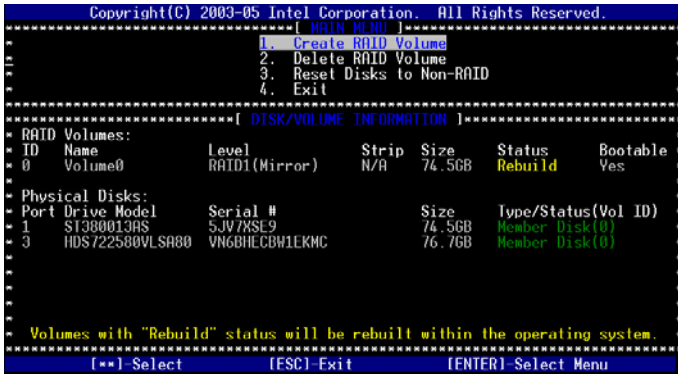 Copyright(C) 2003-05 Intel Corporation. All Rights Reserved.
[ MAIN MENU ]
1. Create RAID Volume
2. Delete RAID Volume
3. Reset Disks to Non-RAID
4. Exit
[ DISK/VOLUME INFORMATION ]
RAID Volumes:
ID Name Level Strip Size Status Bootable
0 Volume0 RAID1(Mirror) N/A 74.5GB Rebuild Yes
Physical Disks:
Port Drive Model Serial # Size Type/Status(Vol ID)
1 ST380013AS 5JV7XSE9 74.5GB Member Disk(0)
3 HDS722580VLSA80 VN6BHECBW1EKMC 76.7GB Member Disk(0)
Volumes with "Rebuild" status will be rebuilt within the operating system.
[**]-Select [ESC]-Exit [ENTER]-Select Menu